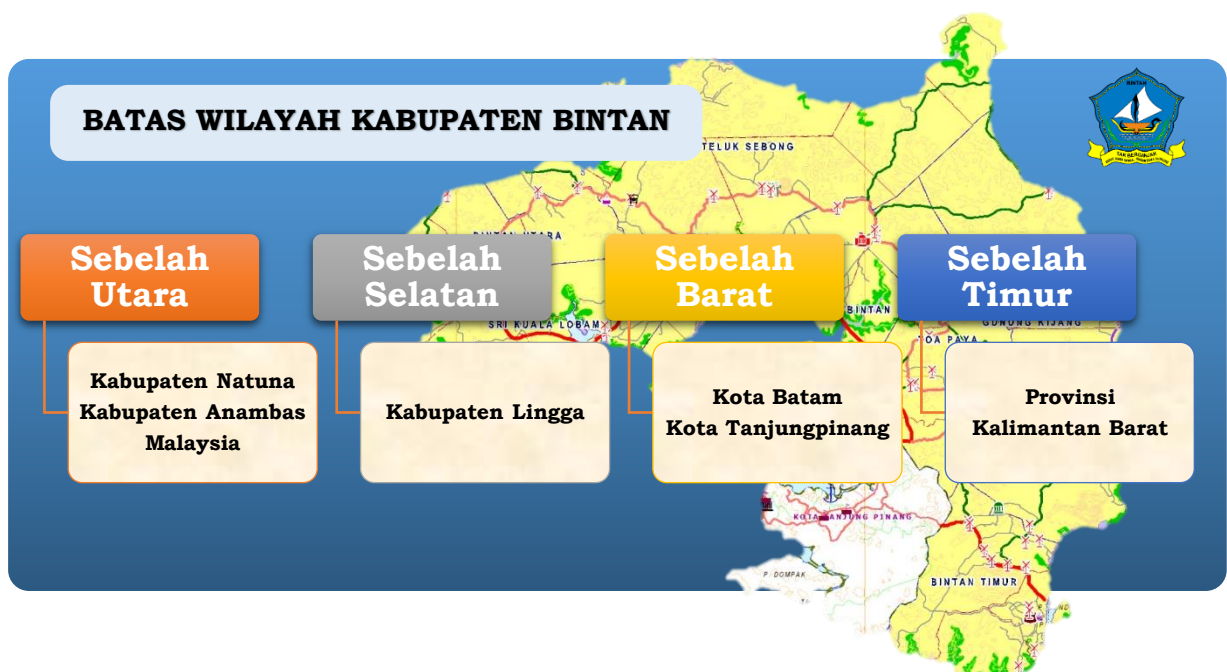 BATAS WILAYAH KABUPATEN BINTAN
BINTAN
TELUK SEBONG
Sebelah
Utara
Sebelah
Selatan
Sebelah
Barat
Sebelah
Timur
SRI KUALA LOBAM
BINTAN
GUNUNG KIJANG
TOA PAYA
Kabupaten Natuna
Kabupaten Anambas
Malaysia
Kabupaten Lingga
Kota Batam
Kota Tanjungpinang
Provinsi
Kalimantan Barat
KOTA TANJUNG PINANG
P. DOMPAK
BINTAN TIMUR